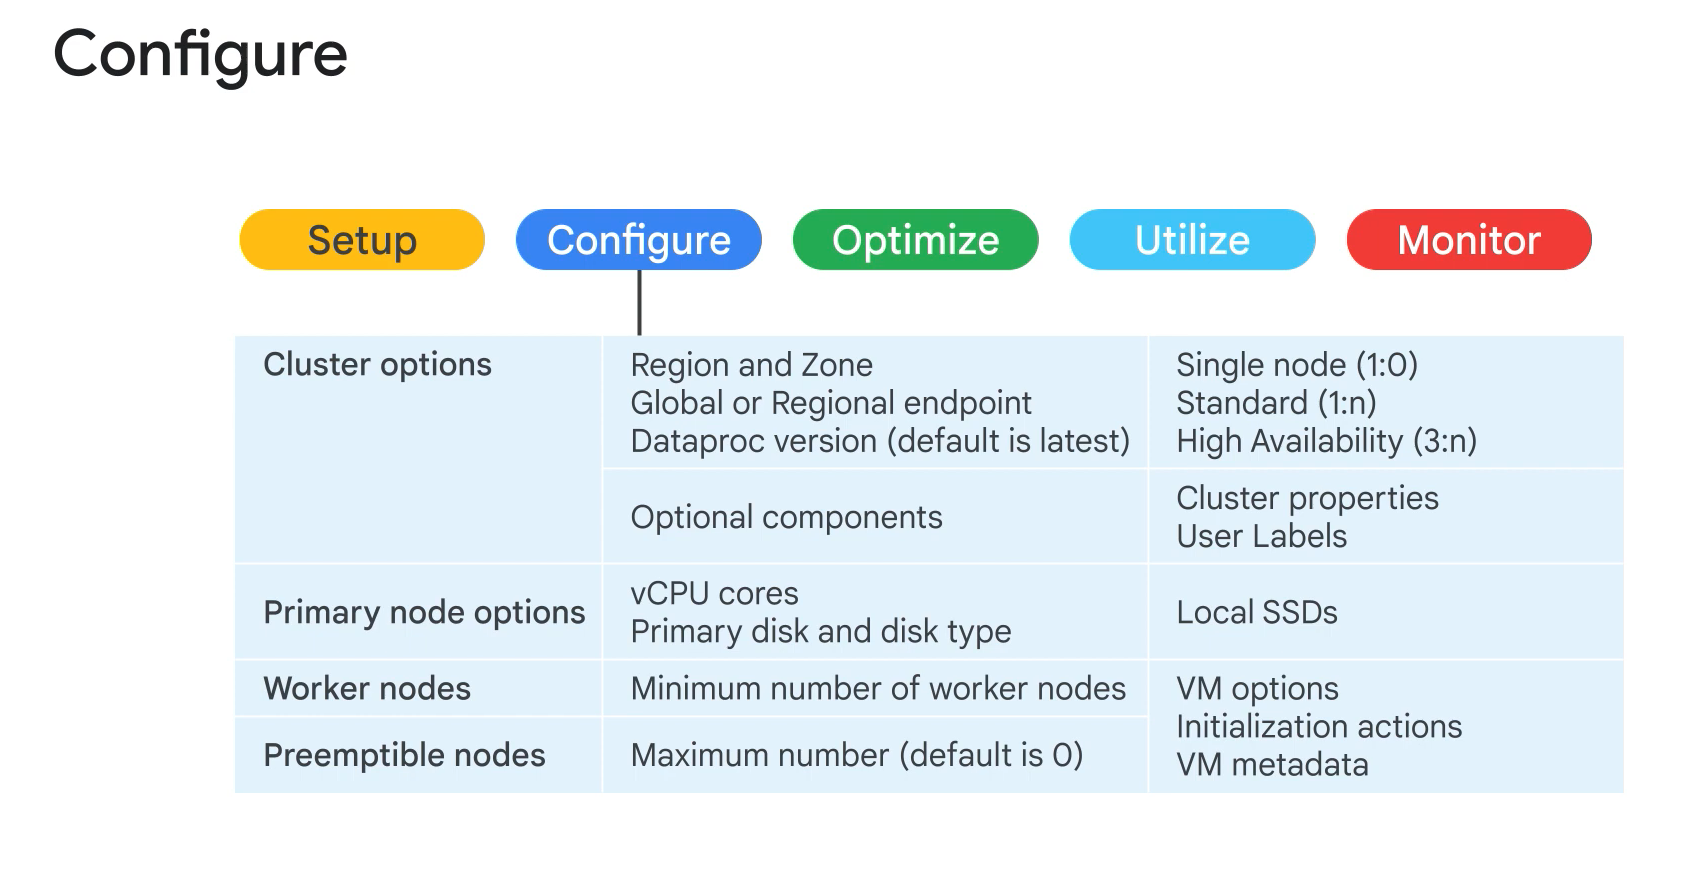 Configure
Setup
Configure
Optimize
Utilize
Monitor
Cluster options
Region and Zone
Global or Regional endpoint
Dataproc version (default is latest)
Single node (1:0)
Standard (1:n)
High Availability (3:n)
Optional components
Cluster properties
User Labels
Primary node options
vCPU cores
Primary disk and disk type
Local SSDs
Worker nodes
Minimum number of worker nodes
Preemptible nodes
Maximum number (default is 0)
VM options
Initialization actions
VM metadata